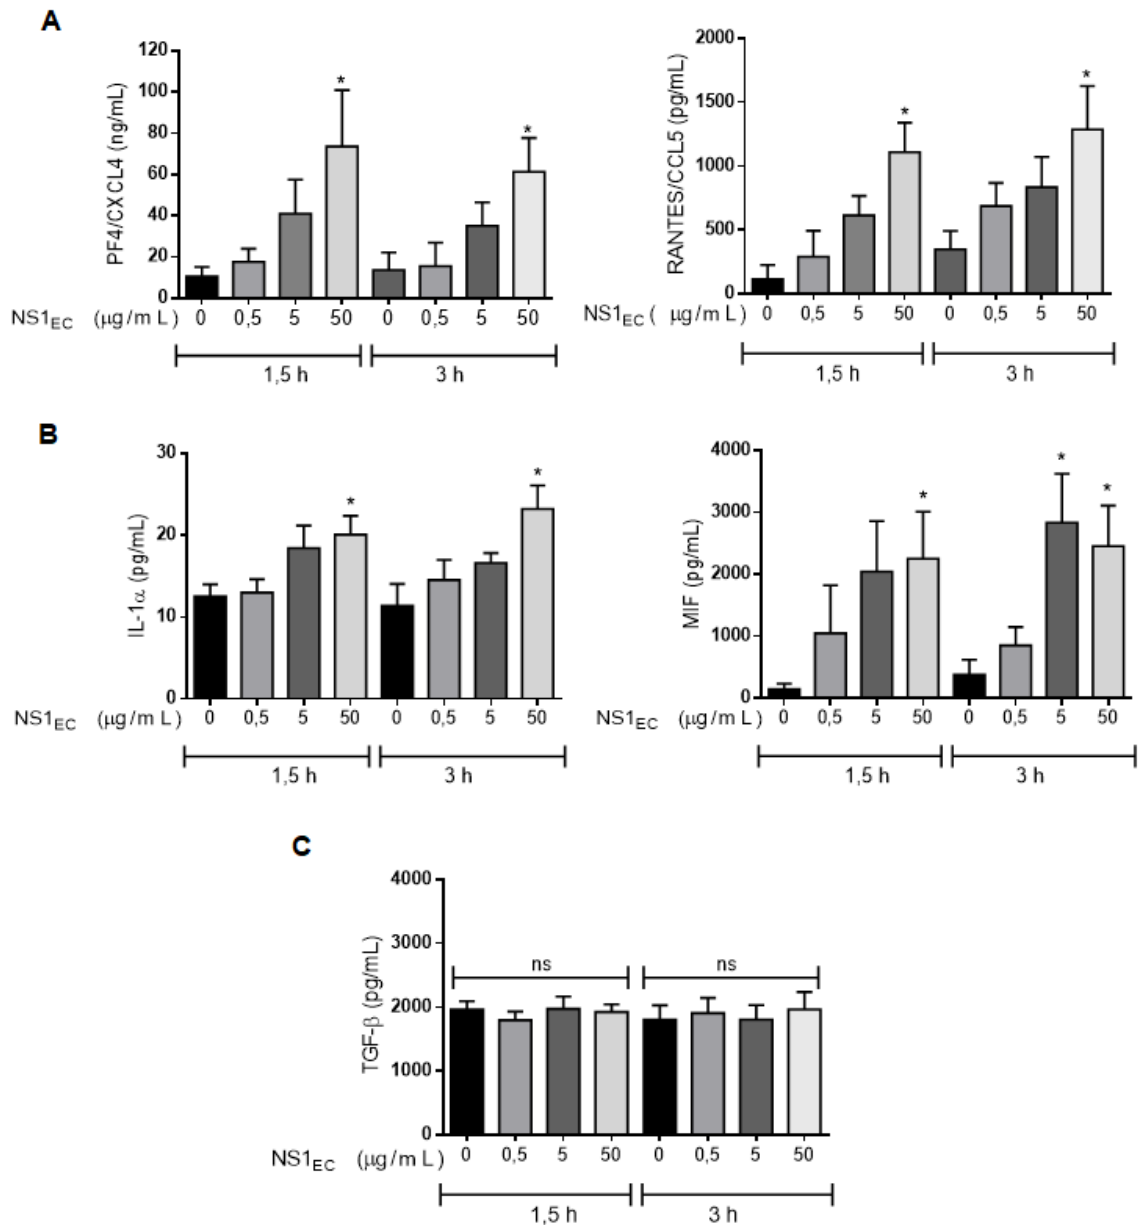 A
PF4/CXCL4 (ng/mL)
120
100
80
60
40
20
0
* *
NS1EC (μg/mL) 0 0,5 5 50 0 0,5 5 50
1,5 h 3 h
RANTES/CCL5 (pg/mL)
2000
1500
1000
500
0
* *
NS1EC ( μg/mL) 0 0,5 5 50 0 0,5 5 50
1,5 h 3 h
B
IL-1α (pg/mL)
30
20
10
0
* *
NS1EC (μg/mL) 0 0,5 5 50 0 0,5 5 50
1,5 h 3 h
MIF (pg/mL)
4000
3000
2000
1000
0
* * *
NS1EC (μg/mL) 0 0,5 5 50 0 0,5 5 50
1,5 h 3 h
C
TGF-β (pg/mL)
4000
3000
2000
1000
0
ns ns
NS1EC (μg/mL) 0 0,5 5 50 0 0,5 5 50
1,5 h 3 h